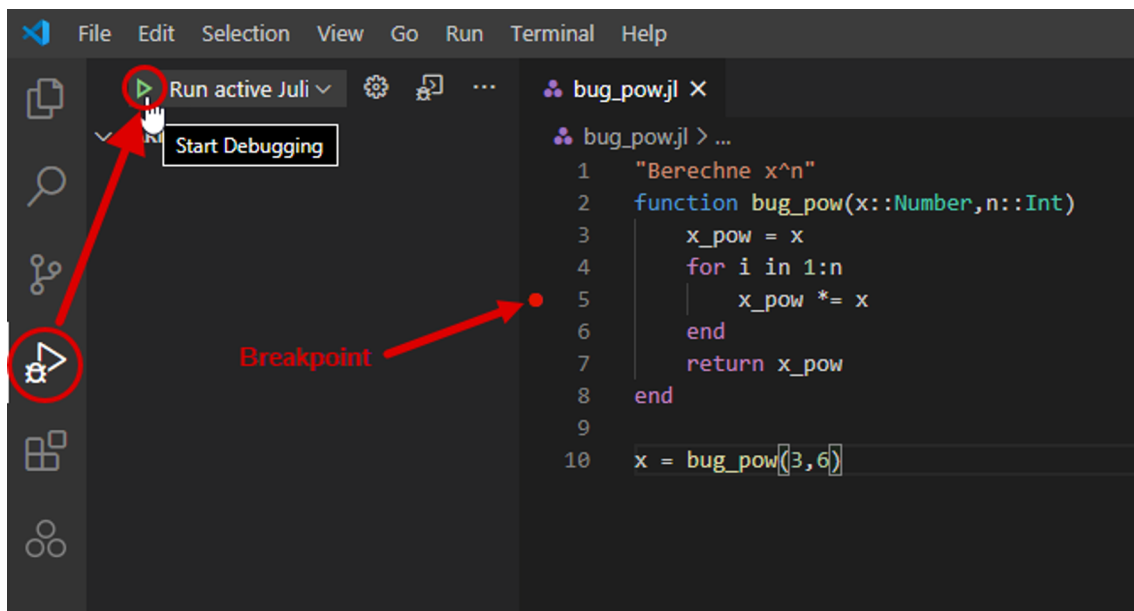 File Edit Selection View Go Run Terminal Help
Run active Juli
bug_pow.jl
Start Debugging
bug_pow.jl > ...
1 "Berechne x^n"
2 function bug_pow(x::Number,n::Int)
3 x_pow = x
4 for i in 1:n
5 x_pow *= x
6 end
7 return x_pow
8 end
9
10 x = bug_pow(3,6)
Breakpoint